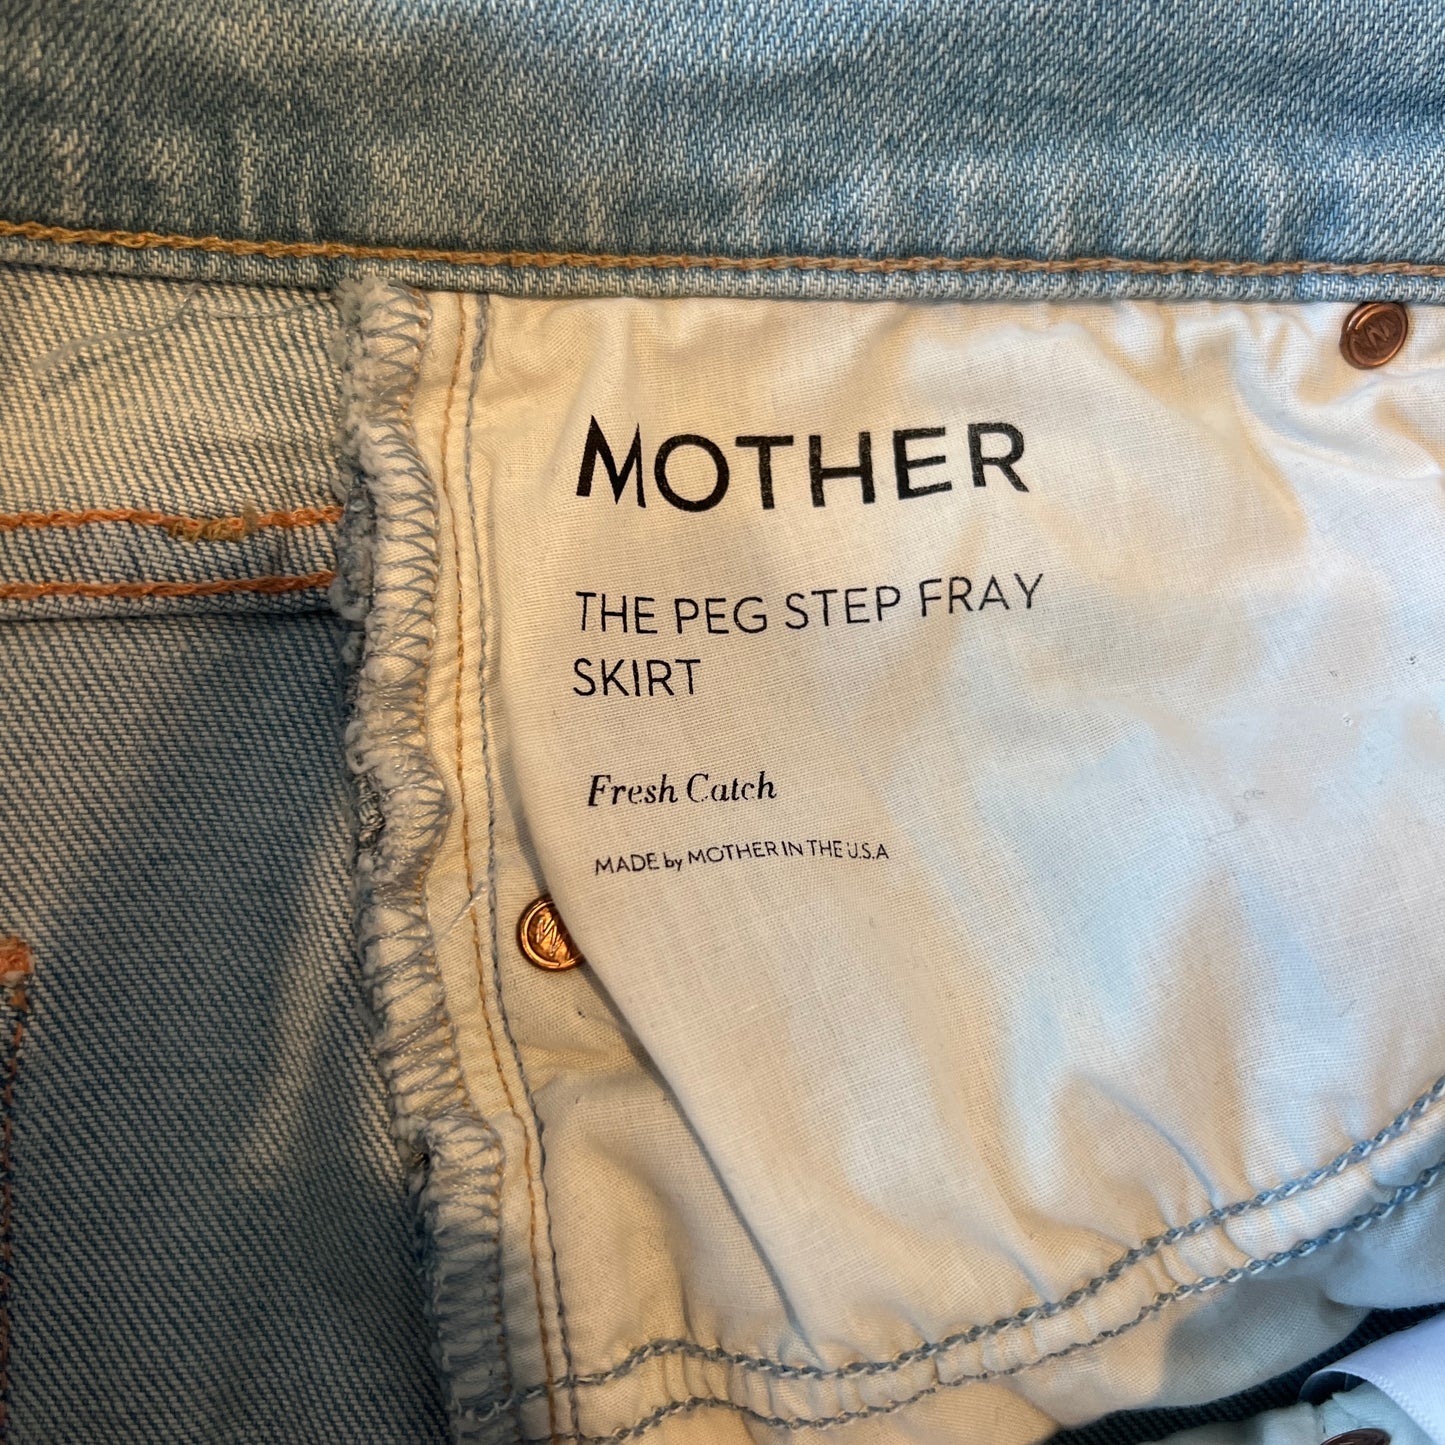 MOTHER
THE PEG STEP FRAY
SKIRT
Fresh Catch
MADE by MOTHER IN THE U.S.A
M
M